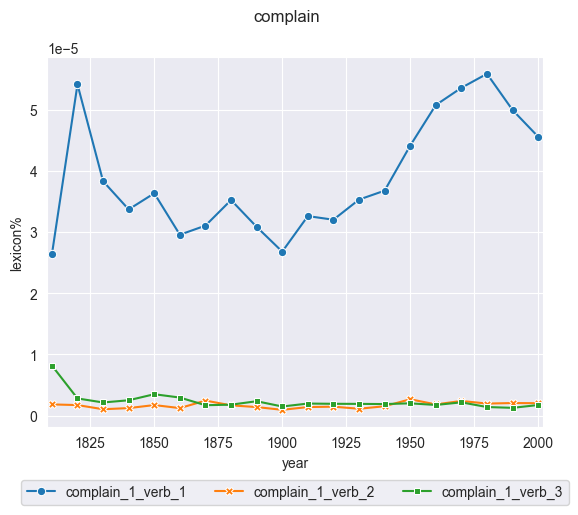 complain
1e−5
5
4
3
2
1
0
lexicon%
1825 1850 1875 1900 1925 1950 1975 2000
year
complain_1_verb_1 complain_1_verb_2 complain_1_verb_3